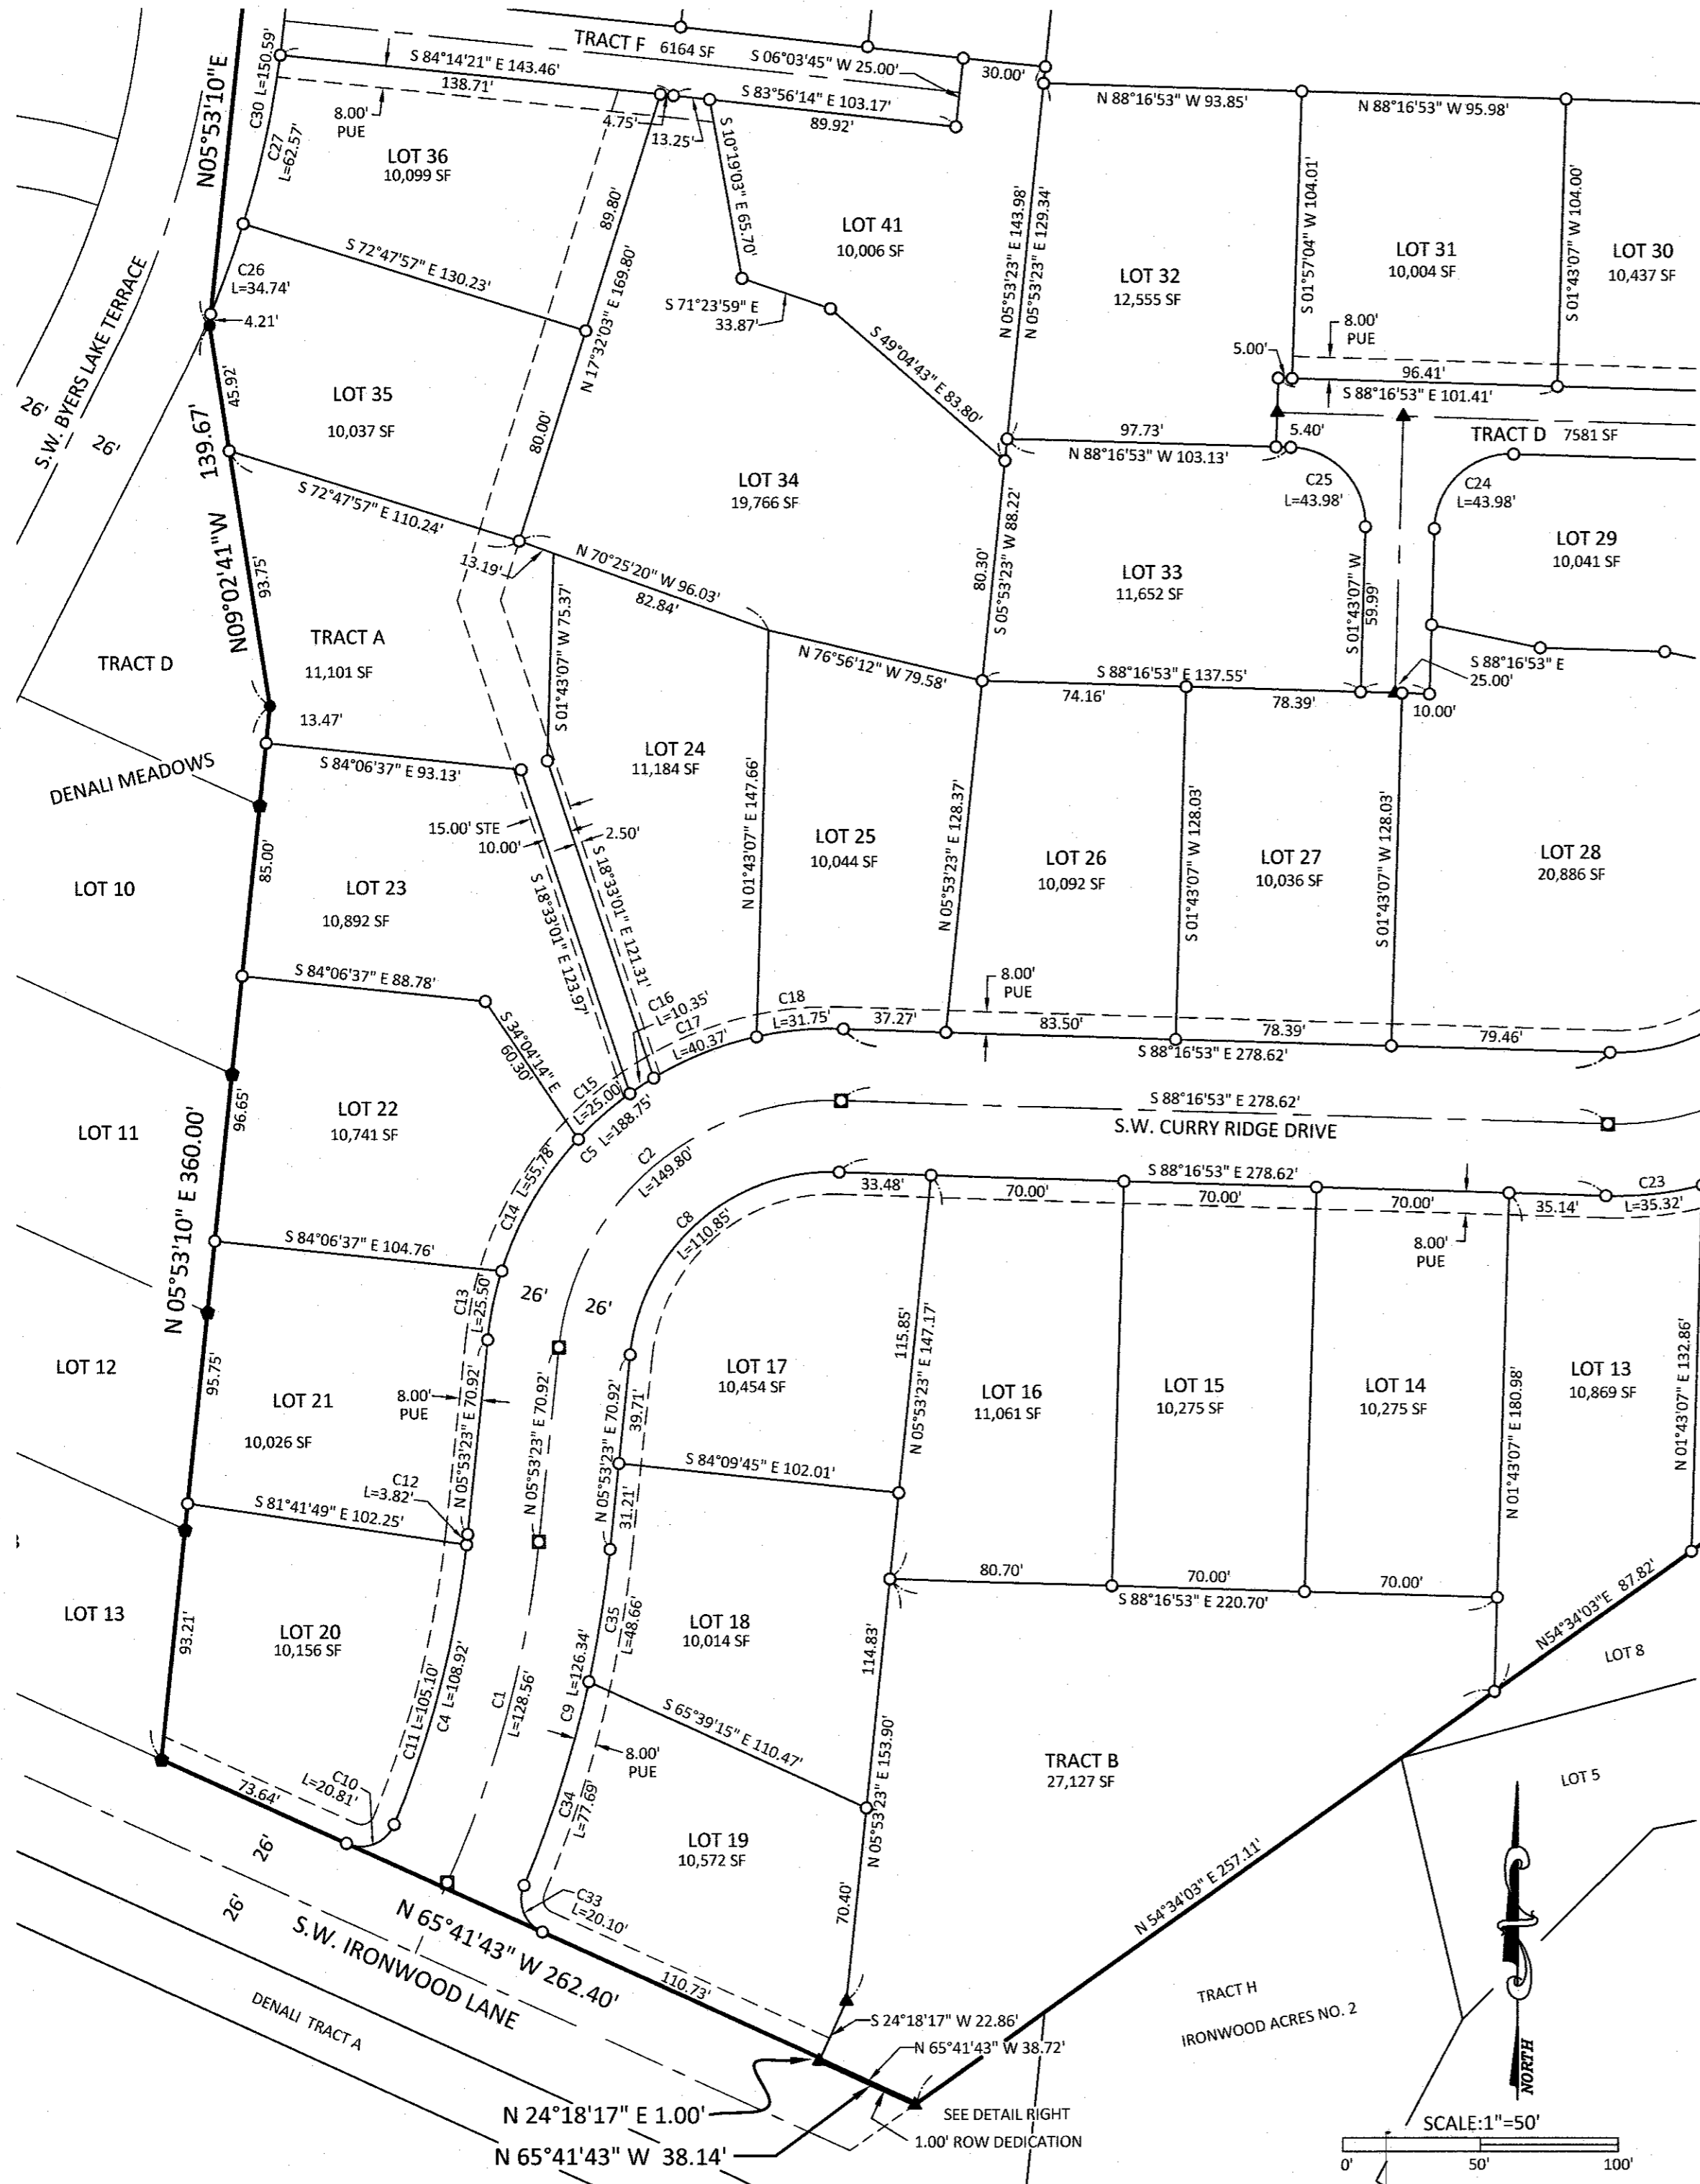 TRACT F 6164 SF
S 06°03'45" W 25.00'
30.00'
S 84°14'21" E 143.46'
138.71'
S 83°56'14" E 103.17'
89.92'
4.75'
13.25'
8.00'
PUE
N05°53'10"E
C30 L=150.59'
C27
L=62.57'
LOT 36
10,099 SF
89.80'
S 10°19'03" E 65.70'
LOT 41
10,006 SF
N 05°53'23" E 143.98'
N 05°53'23" E 129.34'
N 88°16'53" W 93.85'
N 88°16'53" W 95.98'
LOT 32
12,555 SF
S 01°57'04" W 104.01'
LOT 31
10,004 SF
S 01°43'07" W 104.00'
LOT 30
10,437 SF
S.W. BYERS LAKE TERRACE
26'
26'
C26
L=34.74'
4.21'
S 72°47'57" E 130.23'
N 17°32'03" E 169.80'
S 71°23'59" E
33.87'
S 49°04'43" E 83.80'
5.00'
8.00'
PUE
96.41'
S 88°16'53" E 101.41'
45.92'
139.67'
LOT 35
10,037 SF
80.00'
LOT 34
19,766 SF
97.73'
N 88°16'53" W 103.13'
5.40'
TRACT D 7581 SF
C25
L=43.98'
C24
L=43.98'
N09°02'41"W
93.75'
S 72°47'57" E 110.24'
13.19'
N 70°25'20" W 96.03'
82.84'
80.30'
S 05°53'23" W 88.22'
LOT 33
11,652 SF
S 01°43'07" W
59.99'
LOT 29
10,041 SF
TRACT D
TRACT A
11,101 SF
13.47'
S 01°43'07" W 75.37'
N 76°56'12" W 79.58'
S 88°16'53" E 137.55'
74.16'
78.39'
S 88°16'53" E
25.00'
10.00'
DENALI MEADOWS
S 84°06'37" E 93.13'
LOT 24
11,184 SF
15.00' STE
10.00'
2.50'
85.00'
LOT 10
LOT 23
10,892 SF
S 18°33'01" E 123.97'
S 18°33'01" E 121.31'
N 01°43'07" E 147.66'
LOT 25
10,044 SF
N 05°53'23" E 128.37'
LOT 26
10,092 SF
S 01°43'07" W 128.03'
LOT 27
10,036 SF
S 01°43'07" W 128.03'
LOT 28
20,886 SF
S 84°06'37" E 88.78'
S 34°04'14" E
60.30'
C16
L=10.35'
C17
L=40.37'
C18
L=31.75'
37.27'
8.00'
PUE
83.50'
78.39'
79.46'
S 88°16'53" E 278.62'
C15
L=25.00'
C5 L=188.75'
C2
L=149.80'
S 88°16'53" E 278.62'
S.W. CURRY RIDGE DRIVE
96.65'
LOT 11
LOT 22
10,741 SF
C14
L=55.78'
N 05°53'10" E 360.00'
S 84°06'37" E 104.76'
C13
L=25.50'
26'
26'
C8
L=110.85'
33.48'
S 88°16'53" E 278.62'
70.00'
70.00'
70.00'
35.14'
C23
L=35.32'
8.00'
PUE
LOT 12
95.75'
LOT 21
10,026 SF
8.00'
PUE
N 05°53'23" E 70.92'
N 05°53'23" E 70.92'
N 05°53'23" E 70.92'
39.71'
31.21'
LOT 17
10,454 SF
115.85'
N 05°53'23" E 147.17'
LOT 16
11,061 SF
LOT 15
10,275 SF
LOT 14
10,275 SF
N 01°43'07" E 180.98'
LOT 13
10,869 SF
N 01°43'07" E 132.86'
C12
L=3.82'
S 81°41'49" E 102.25'
S 84°09'45" E 102.01'
80.70'
70.00'
70.00'
S 88°16'53" E 220.70'
LOT 13
93.21'
LOT 20
10,156 SF
C11 L=105.10'
C4 L=108.92'
C1
L=128.56'
C9 L=126.34'
C35
L=48.66'
LOT 18
10,014 SF
114.83'
N54°34'03"E 87.82'
LOT 8
S 65°39'15" E 110.47'
N 05°53'23" E 153.90'
TRACT B
27,127 SF
LOT 5
C10
L=20.81'
73.64'
8.00'
PUE
C34
L=77.69'
LOT 19
10,572 SF
70.40'
C33
L=20.10'
N 54°34'03" E 257.11'
26'
26'
N 65°41'43" W 262.40'
S.W. IRONWOOD LANE
110.73'
DENALI TRACT A
S 24°18'17" W 22.86'
N 65°41'43" W 38.72'
TRACT H
IRONWOOD ACRES NO. 2
N 24°18'17" E 1.00'
N 65°41'43" W 38.14'
SEE DETAIL RIGHT
1.00' ROW DEDICATION
NORTH
SCALE:1"=50'
0' 50' 100'